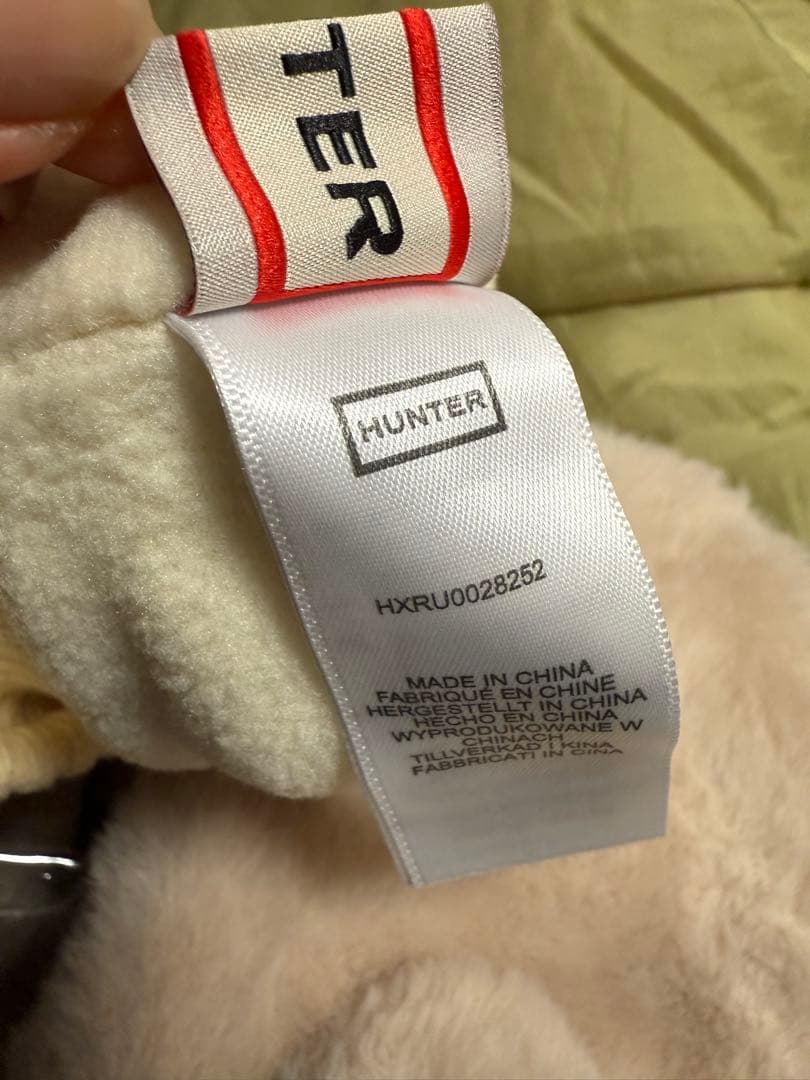 TER
HUNTER
HXRU0028252
MADE IN CHINA
FABRIQUÉ EN CHINE
HERGESTELLT IN CHINA
HECHO EN CHINA
WYPRODUKOWANE W
CHINACH
TILLVERKAD I KINA
FABBRICATI IN CINA